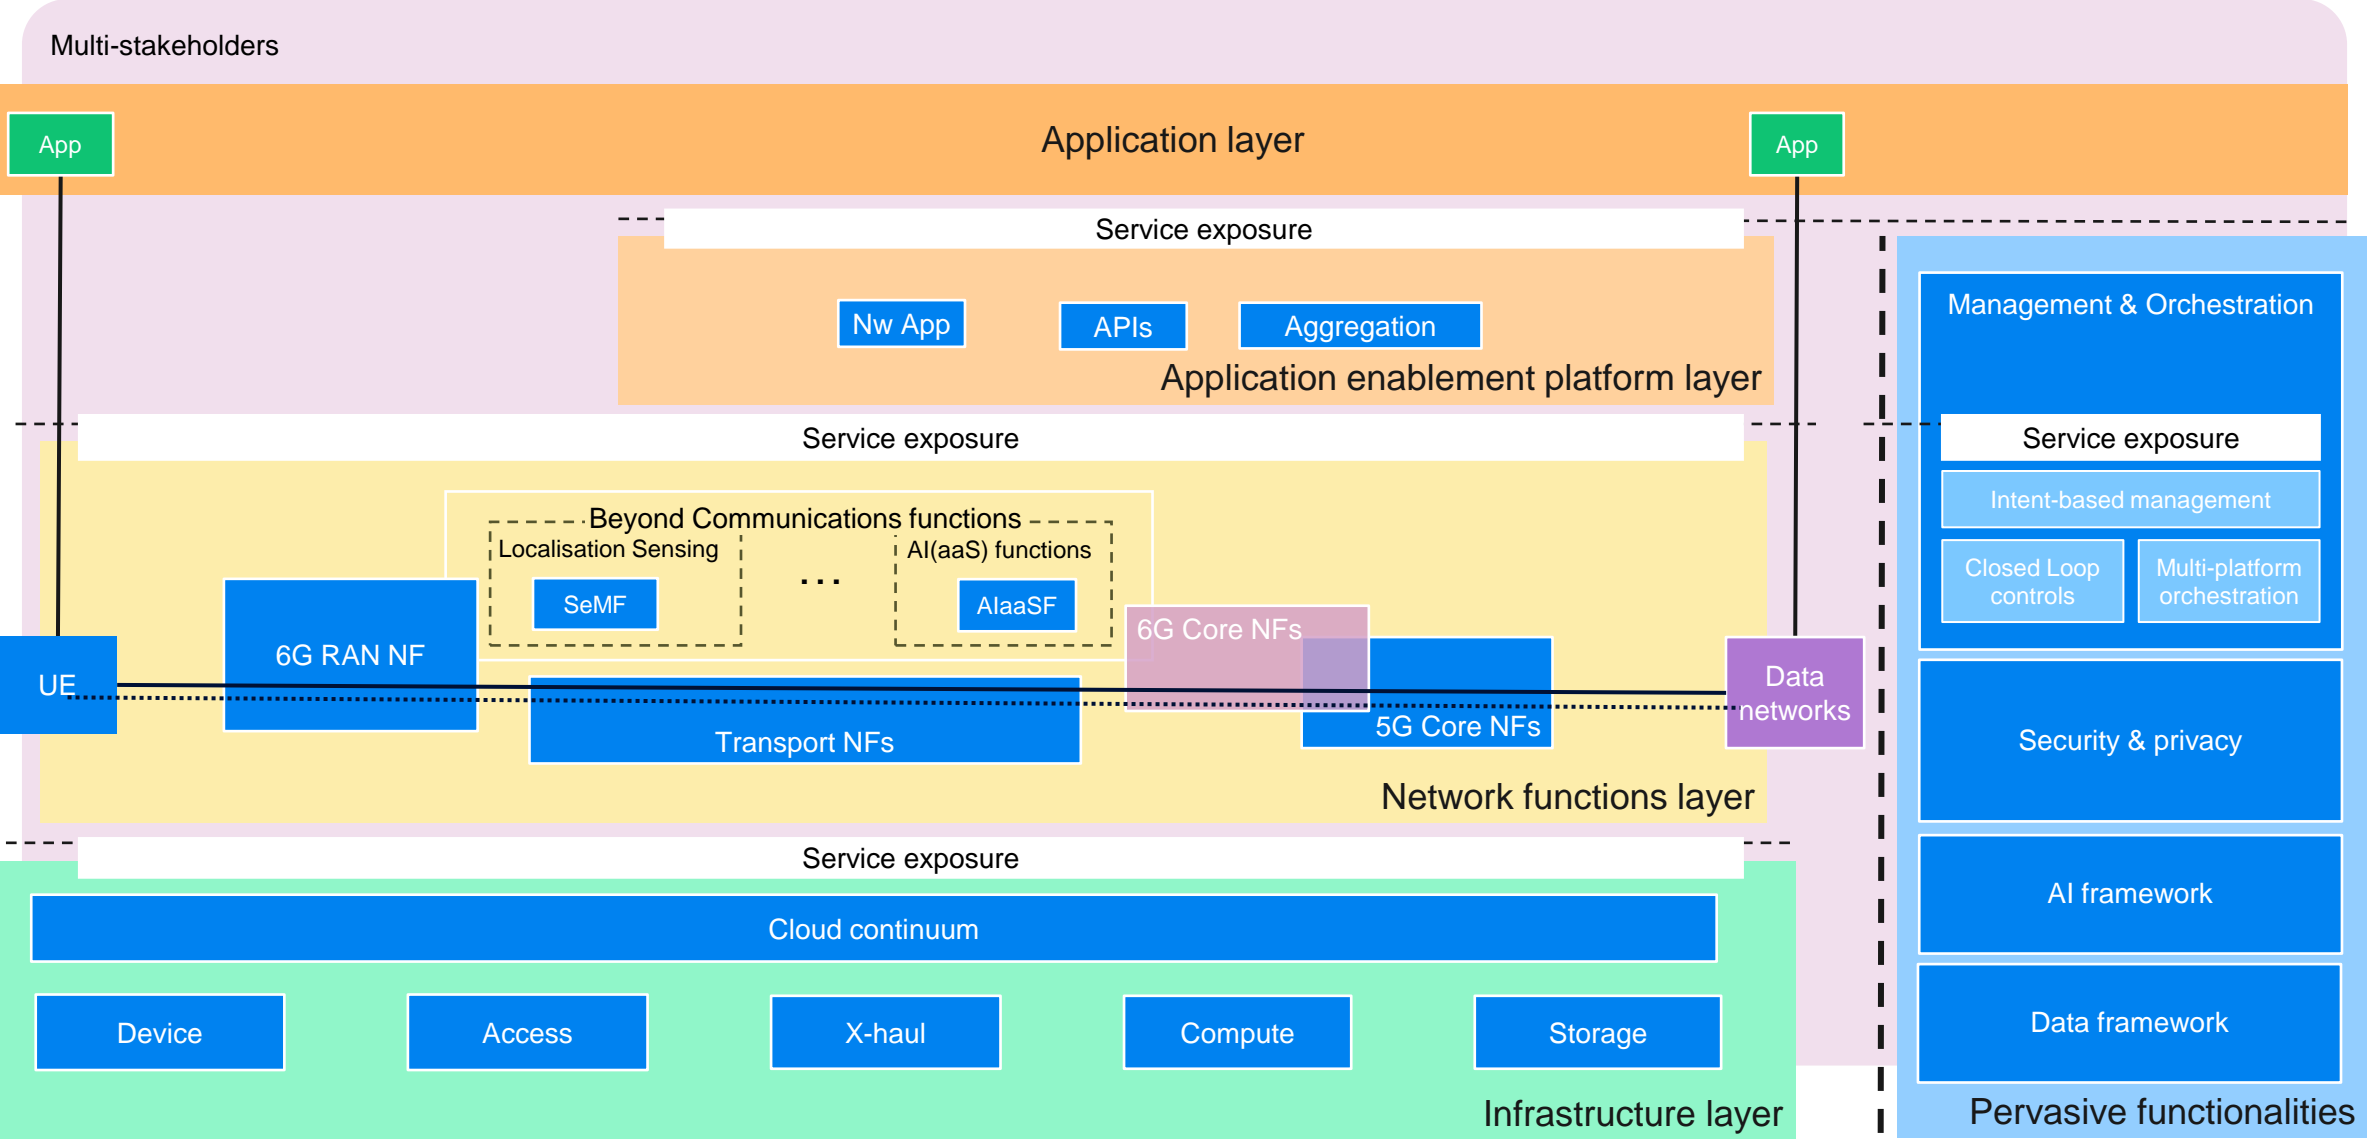 Multi-stakeholders
App
Application layer
App
Service exposure
Nw App
APIs
Aggregation
Application enablement platform layer
Service exposure
Beyond Communications functions
Localisation Sensing
...
AI(aaS) functions
SeMF
AIaaSF
6G RAN NF
6G Core NFs
UE
Data
networks
Transport NFs
5G Core NFs
Network functions layer
Service exposure
Cloud continuum
Device
Access
X-haul
Compute
Storage
Infrastructure layer
Management & Orchestration
Service exposure
Intent-based management
Closed Loop
controls
Multi-platform
orchestration
Security & privacy
AI framework
Data framework
Pervasive functionalities